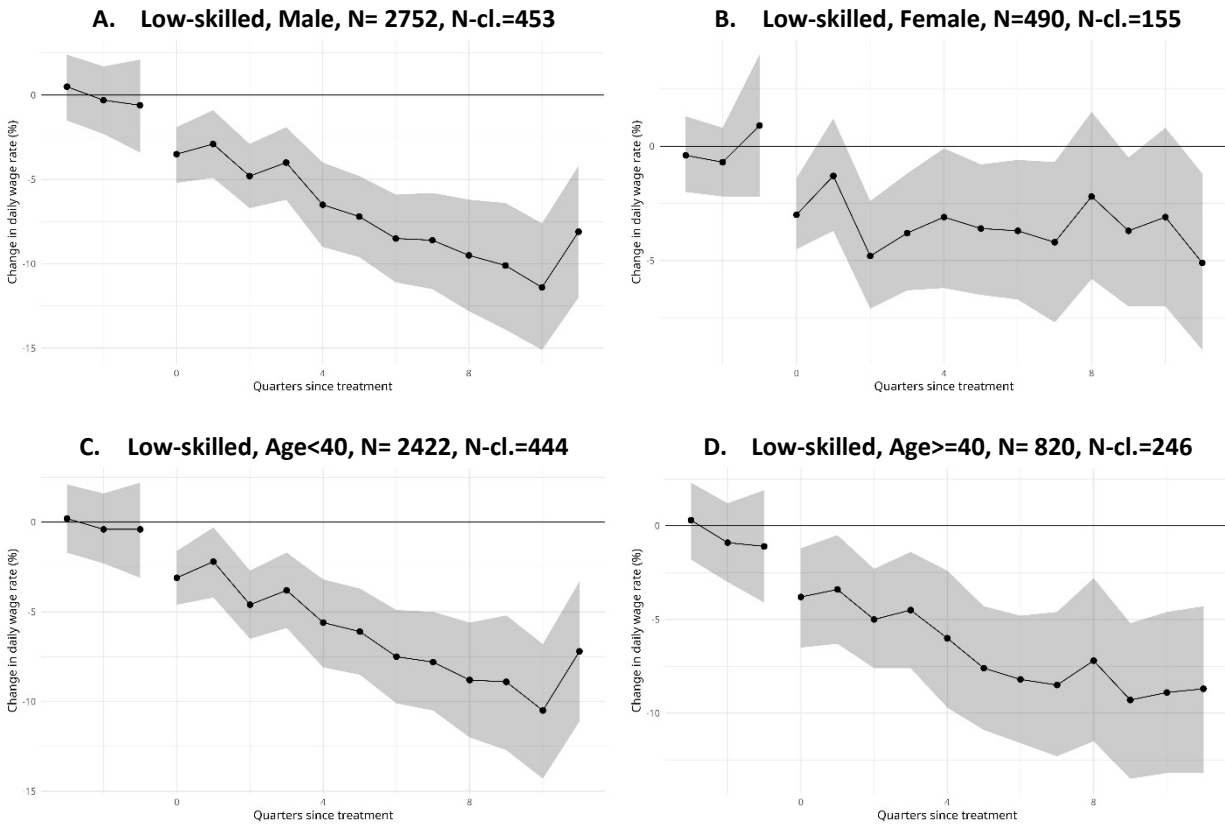 A. Low-skilled, Male, N= 2752, N-cl.=453
Change in daily wage rate (%)
0
-5
-10
-15
0 4 8
Quarters since treatment
B. Low-skilled, Female, N=490, N-cl.=155
Change in daily wage rate (%)
0
-5
0 4 8
Quarters since treatment
C. Low-skilled, Age<40, N= 2422, N-cl.=444
Change in daily wage rate (%)
0
-5
-10
-15
0 4 8
Quarters since treatment
D. Low-skilled, Age>=40, N= 820, N-cl.=246
Change in daily wage rate (%)
0
-5
-10
0 4 8
Quarters since treatment